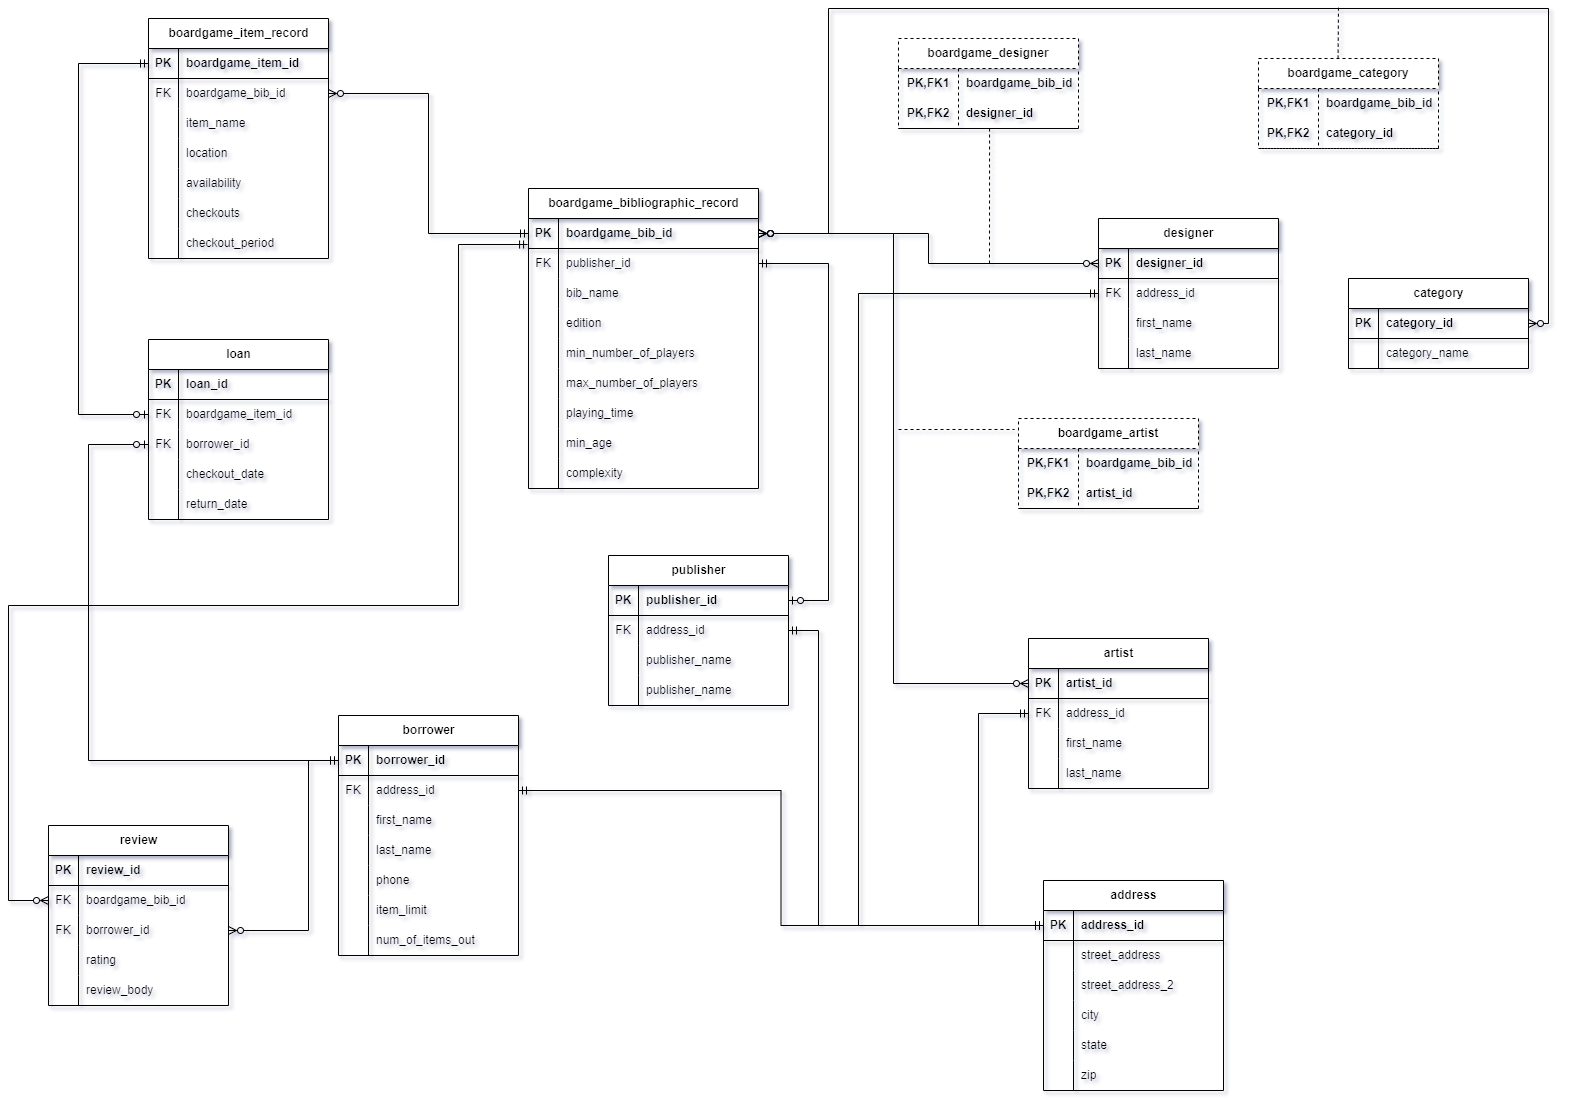 boardgame_item_record
PK boardgame_item_id
FK boardgame_bib_id
item_name
location
availability
checkouts
checkout_period
boardgame_designer
PK,FK1 boardgame_bib_id
PK,FK2 designer_id
boardgame_category
PK,FK1 boardgame_bib_id
PK,FK2 category_id
boardgame_bibliographic_record
PK boardgame_bib_id
FK publisher_id
bib_name
edition
min_number_of_players
max_number_of_players
playing_time
min_age
complexity
designer
PK designer_id
FK address_id
first_name
last_name
category
PK category_id
category_name
loan
PK loan_id
FK boardgame_item_id
FK borrower_id
checkout_date
return_date
boardgame_artist
PK,FK1 boardgame_bib_id
PK,FK2 artist_id
publisher
PK publisher_id
FK address_id
publisher_name
publisher_name
artist
PK artist_id
FK address_id
first_name
last_name
borrower
PK borrower_id
FK address_id
first_name
last_name
phone
item_limit
num_of_items_out
review
PK review_id
FK boardgame_bib_id
FK borrower_id
rating
review_body
address
PK address_id
street_address
street_address_2
city
state
zip